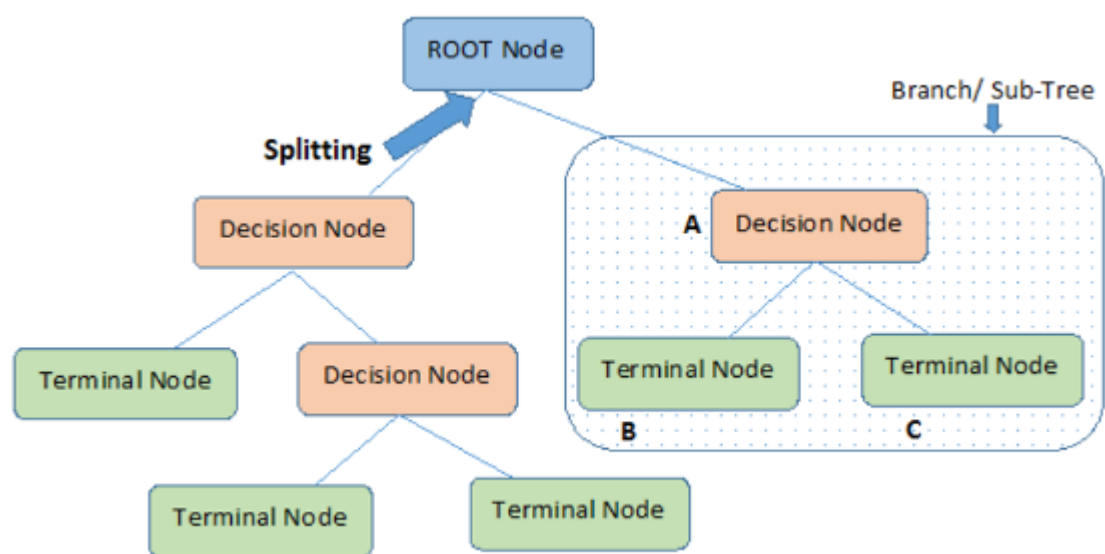 ROOT Node
Branch/ Sub-Tree
Splitting
Decision Node
A
Decision Node
Terminal Node
Decision Node
Terminal Node
Terminal Node
B
C
Terminal Node
Terminal Node